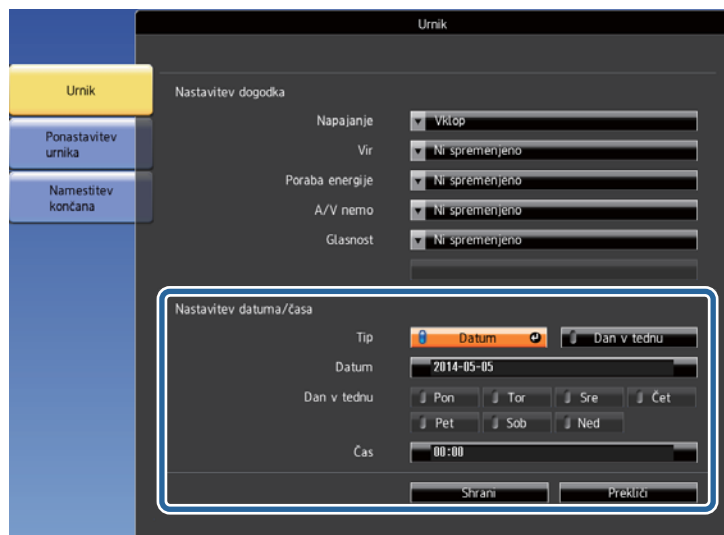 Urnik
Urnik
Ponastavitev
urnika
Namestitev
končana
Nastavitev dogodka
Napajanje Vklop
Vir Ni spremenjeno
Poraba energije Ni spremenjeno
A/V nemo Ni spremenjeno
Glasnost Ni spremenjeno
Nastavitev datuma/časa
Tip Datum Dan v tednu
Datum 2014-05-05
Dan v tednu Pon Tor Sre Čet
Pet Sob Ned
Čas 00:00
Shrani Prekliči